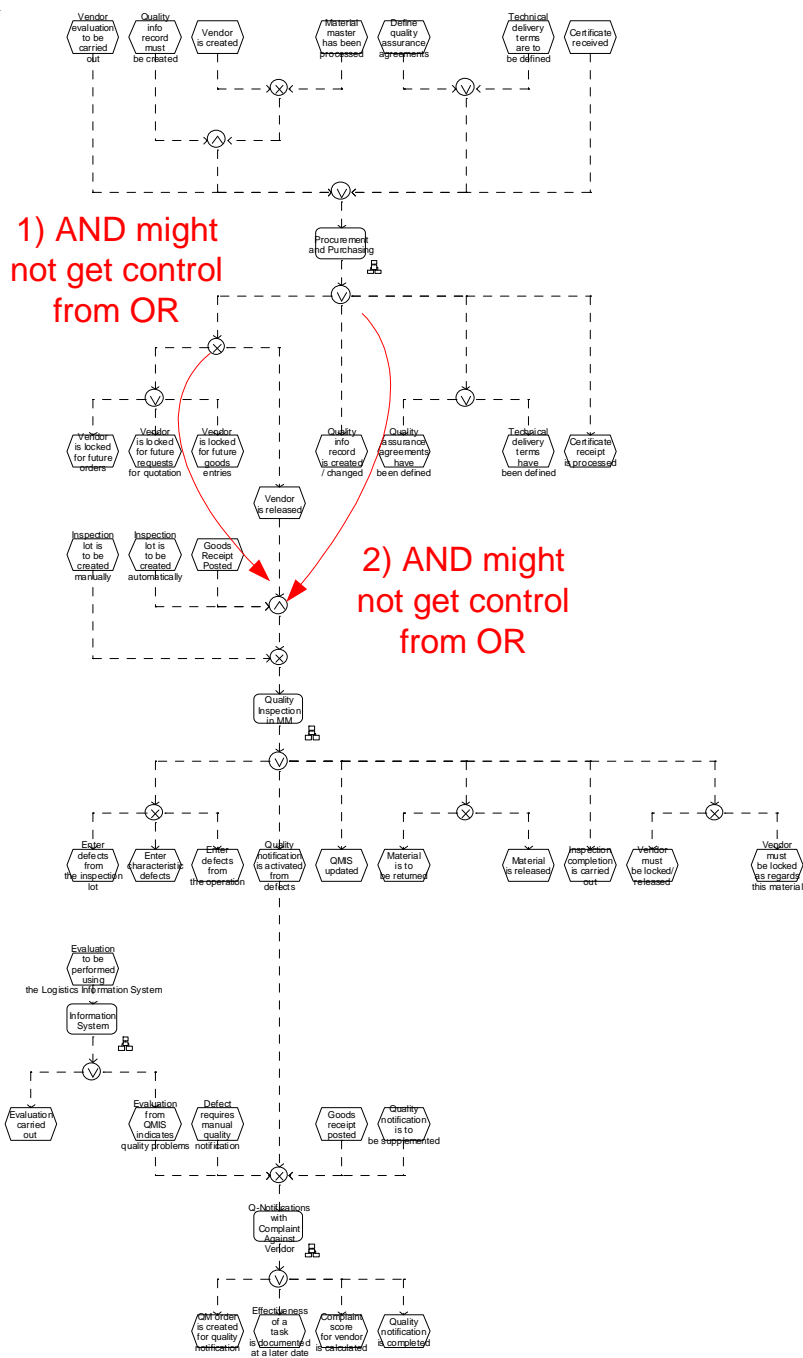 Vendor
evaluation
to be
carried
out
Quality
info
record
must
be created
Vendor
is created
Material
master
has been
processed
Define
quality
assurance
agreements
Technical
delivery
terms
are to
be defined
Certificate
received
1) AND might
not get control
from OR
Procurement
and Purchasing
Vendor
is locked
for future
orders
Vendor
is locked
for future
requests
for quotation
Vendor
is locked
for future
goods
entries
Quality
info
record
is created
/ changed
Quality
assurance
agreements
have
been defined
Technical
delivery
terms
have
been defined
Certificate
receipt
is processed
Vendor
is released
Inspection
lot is
to be
created
manually
Inspection
lot is
to be
created
automatically
Goods
Receipt
Posted
2) AND might
not get control
from OR
Quality
Inspection
in MM
Enter
defects
from
the inspection
lot
Enter
characteristic
defects
Enter
defects
from
the operation
Quality
notification
is activated
from
defects
QMIS
updated
Material
is to
be returned
Material
is released
Inspection
completion
is carried
out
Vendor
must
be locked/
released
Vendor
must
be locked
as regards
this material
Evaluation
to be
performed
using
the Logistics Information System
Information
System
Evaluation
carried
out
Evaluation
from
QMIS
indicates
quality problems
Defect
requires
manual
quality
notification
Goods
receipt
posted
Quality
notification
is to
be supplemented
Q-Notifications
with
Complaint
Against
Vendor
QM order
is created
for quality
notification
Effectiveness
of a
task
is documented
at a later date
Complaint
score
for vendor
is calculated
Quality
notification
is completed